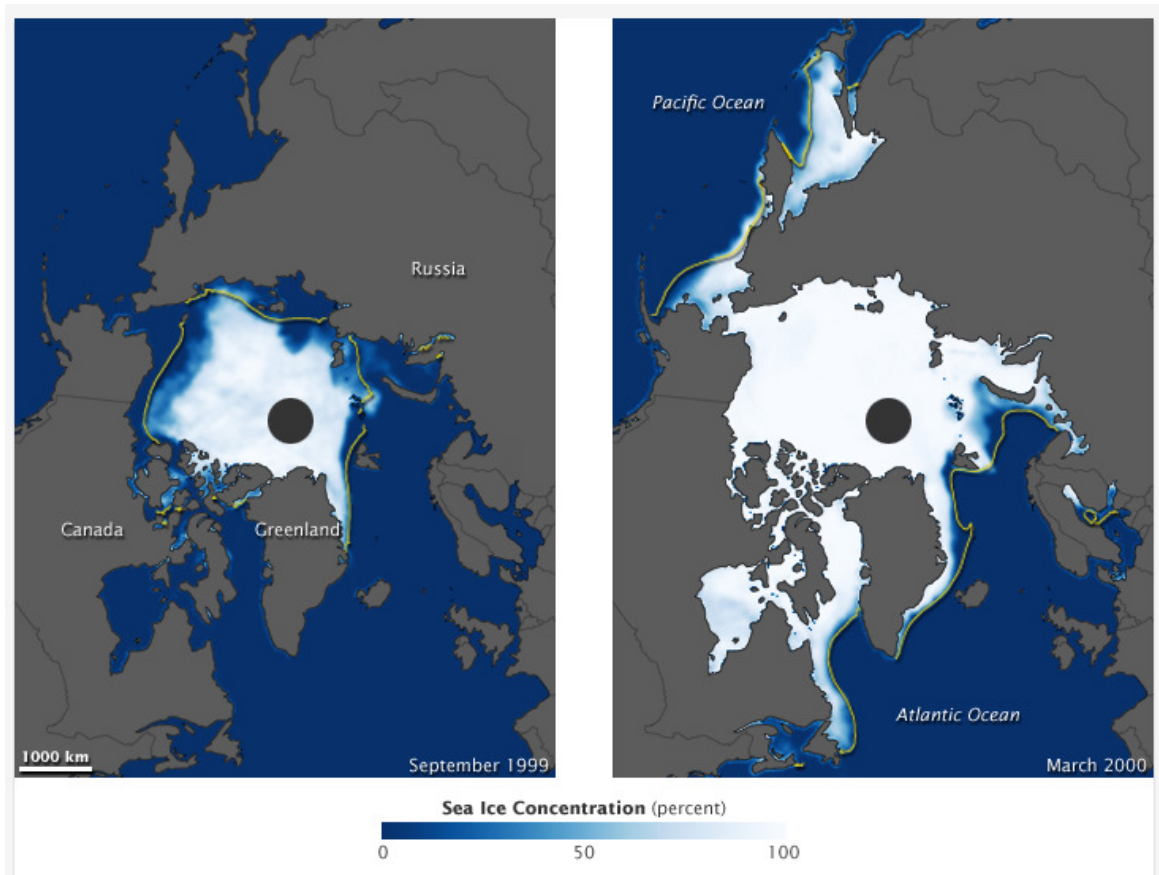 Pacific Ocean
Russia
Canada
Greenland
Atlantic Ocean
1000 km
September 1999
March 2000
Sea Ice Concentration (percent)
0 50 100